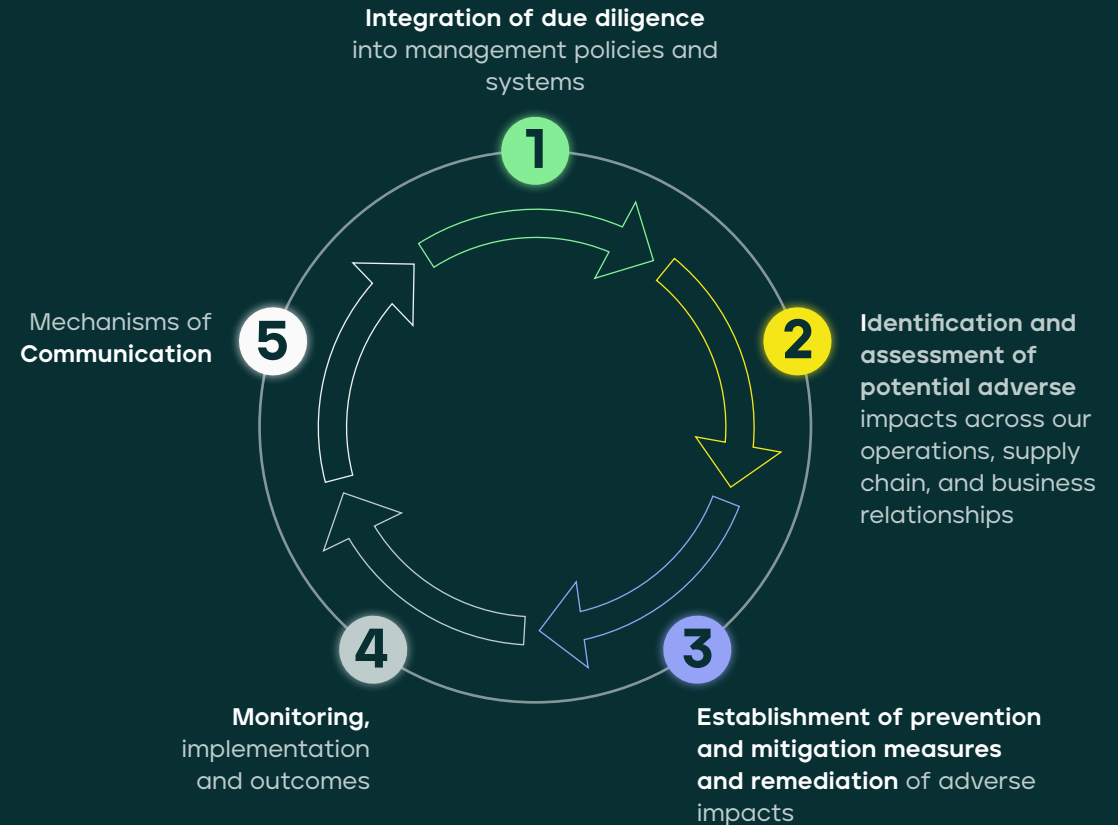 Integration of due diligence
into management policies and
systems
1
2
Identification and
assessment of
potential adverse
impacts across our
operations, supply
chain, and business
relationships
3
Establishment of prevention
and mitigation measures
and remediation of adverse
impacts
4
Monitoring,
implementation
and outcomes
5
Mechanisms of
Communication